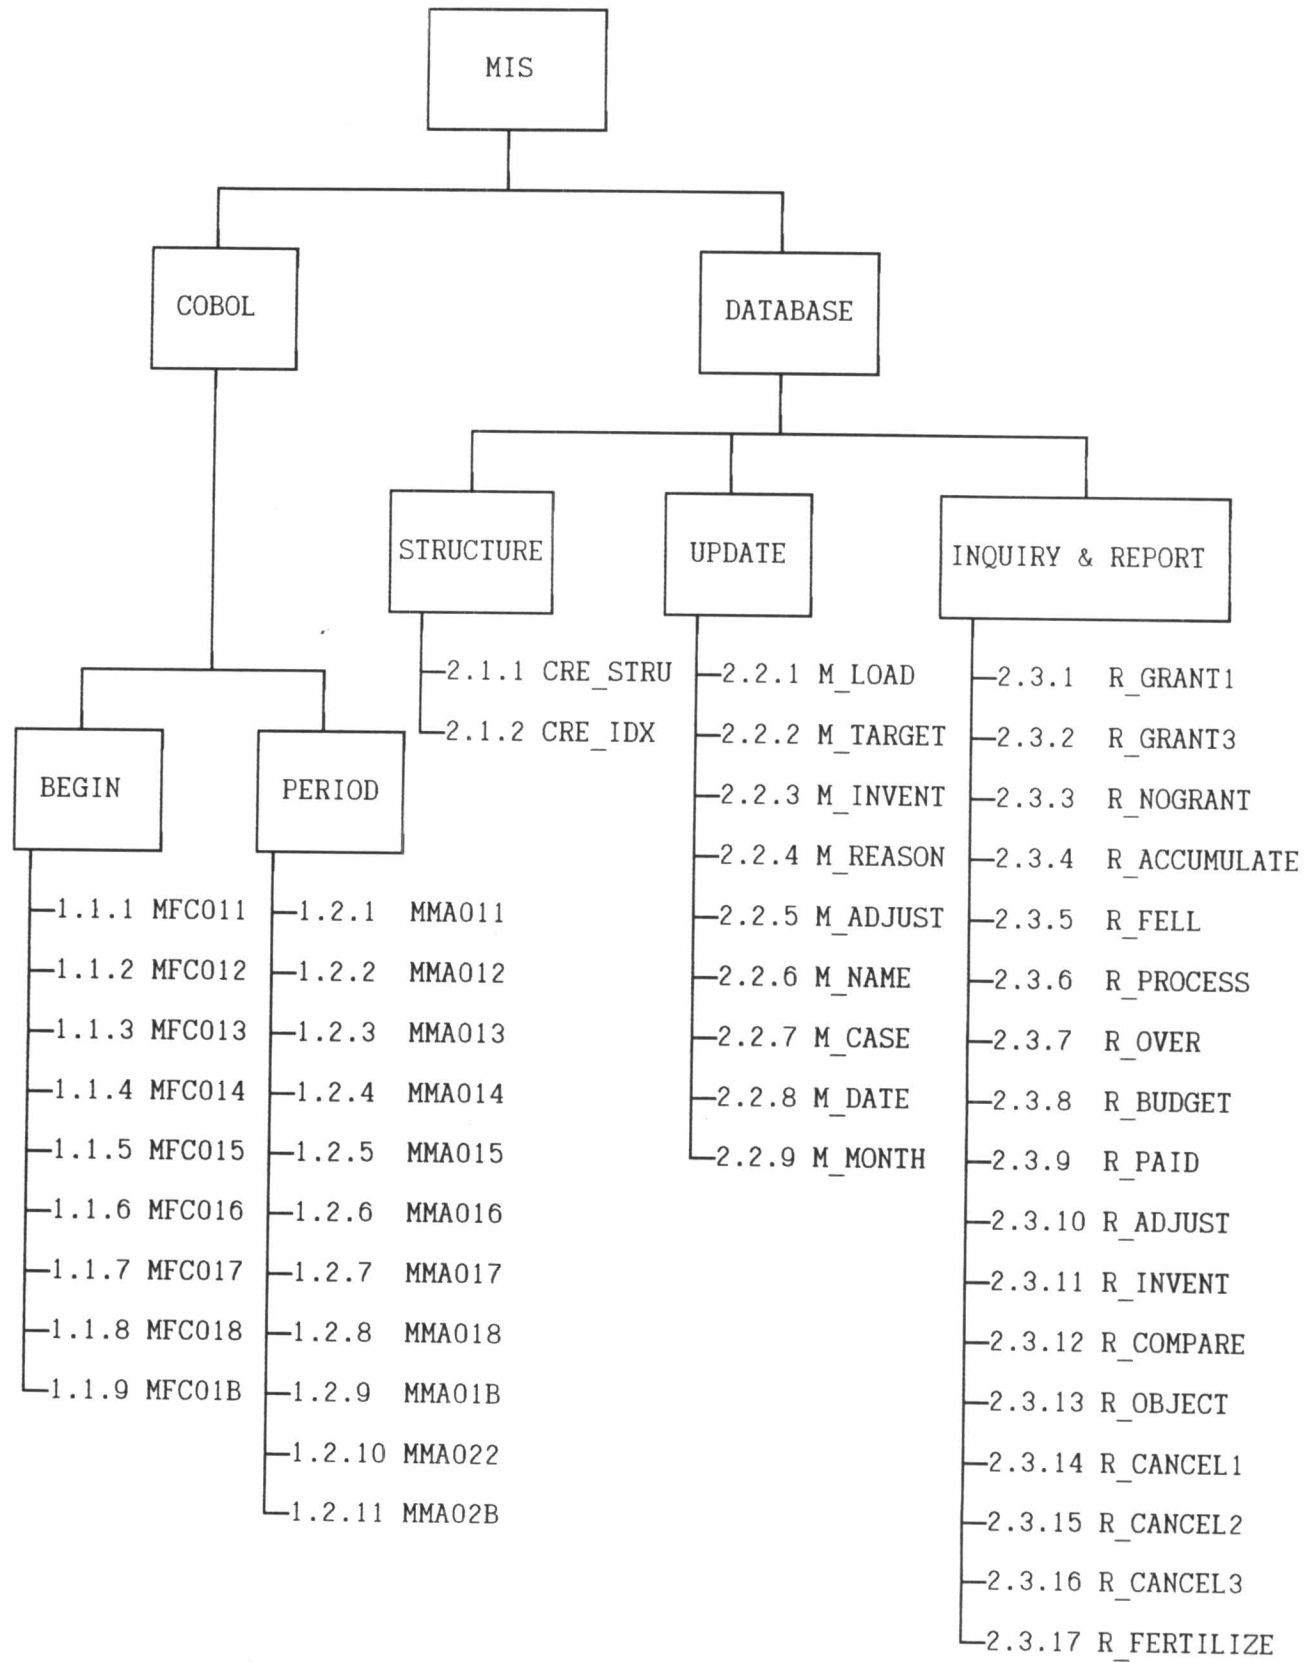 MIS
COBOL
DATABASE
STRUCTURE
UPDATE
INQUIRY & REPORT
2.1.1 CRE_STRU
2.1.2 CRE_IDX
2.2.1 M_LOAD
2.2.2 M_TARGET
2.2.3 M_INVENT
2.2.4 M_REASON
2.2.5 M_ADJUST
2.2.6 M_NAME
2.2.7 M_CASE
2.2.8 M_DATE
2.2.9 M_MONTH
2.3.1 R_GRANT1
2.3.2 R_GRANT3
2.3.3 R_NOGRANT
2.3.4 R_ACCUMULATE
2.3.5 R_FELL
2.3.6 R_PROCESS
2.3.7 R_OVER
2.3.8 R_BUDGET
2.3.9 R_PAID
2.3.10 R_ADJUST
2.3.11 R_INVENT
2.3.12 R_COMPARE
2.3.13 R_OBJECT
2.3.14 R_CANCEL1
2.3.15 R_CANCEL2
2.3.16 R_CANCEL3
2.3.17 R_FERTILIZE
BEGIN
PERIOD
1.1.1 MFC011
1.1.2 MFC012
1.1.3 MFC013
1.1.4 MFC014
1.1.5 MFC015
1.1.6 MFC016
1.1.7 MFC017
1.1.8 MFC018
1.1.9 MFC01B
1.2.1 MMA011
1.2.2 MMA012
1.2.3 MMA013
1.2.4 MMA014
1.2.5 MMA015
1.2.6 MMA016
1.2.7 MMA017
1.2.8 MMA018
1.2.9 MMA01B
1.2.10 MMA022
1.2.11 MMA02B